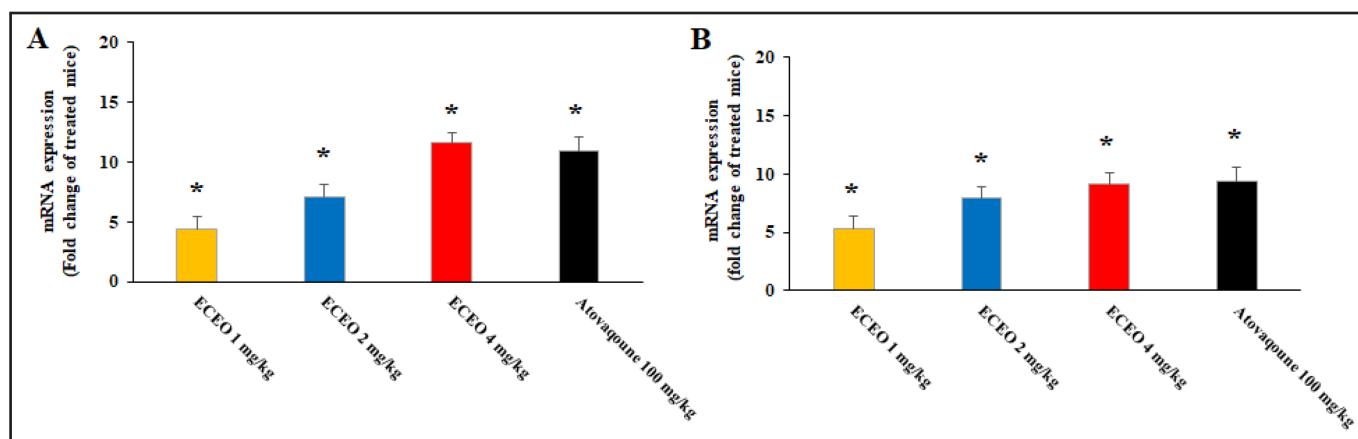 A
mRNA expression
(Fold change of treated mice)
20
15
10
5
0
*
*
*
*
ECEO 1 mg/kg
ECEO 2 mg/kg
ECEO 4 mg/kg
Atovaqoune 100 mg/kg
B
mRNA expression
(fold change of treated mice)
20
15
10
5
0
*
*
*
*
ECEO 1 mg/kg
ECEO 2 mg/kg
ECEO 4 mg/kg
Atovaqoune 100 mg/kg